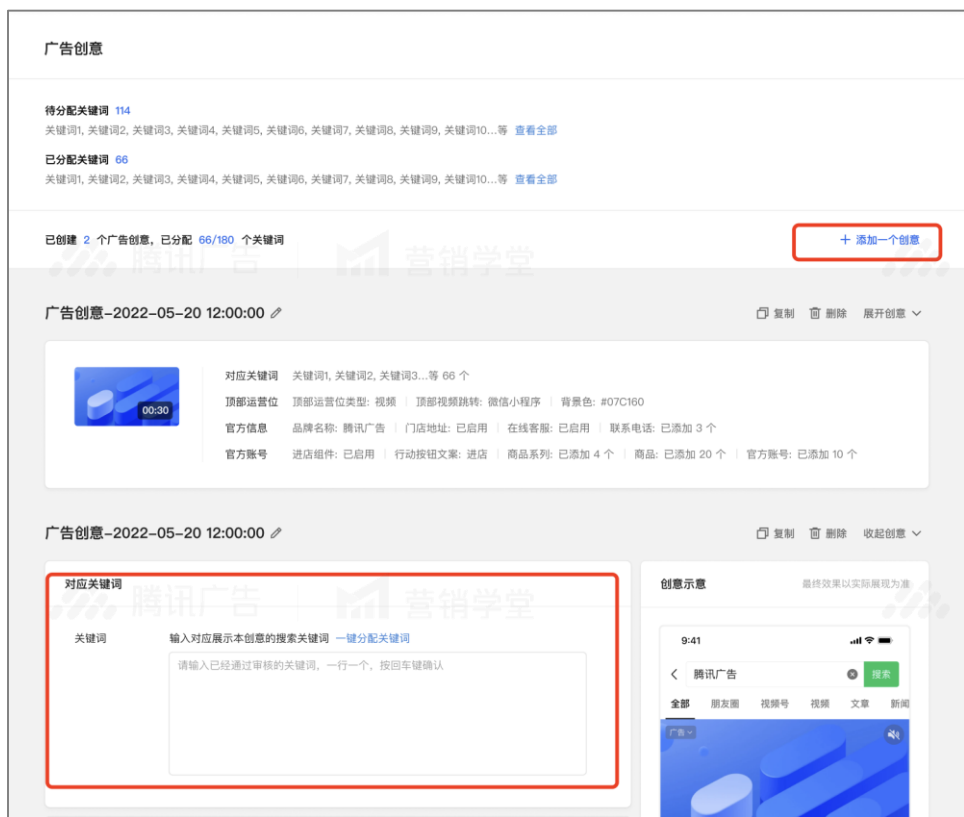 广告创意
待分配关键词 114
关键词1, 关键词2, 关键词3, 关键词4, 关键词5, 关键词6, 关键词7, 关键词8, 关键词9, 关键词10...等 查看全部
已分配关键词 66
关键词1, 关键词2, 关键词3, 关键词4, 关键词5, 关键词6, 关键词7, 关键词8, 关键词9, 关键词10...等 查看全部
已创建 2 个广告创意，已分配 66/180 个关键词 + 添加一个创意
腾讯广告 营销学堂
广告创意-2022-05-20 12:00:00 复制 删除 展开创意
00:30
对应关键词 关键词1, 关键词2, 关键词3...等 66 个
顶部运营位 顶部运营位类型: 视频 | 顶部视频跳转: 微信小程序 | 背景色: #07C160
官方信息 品牌名称: 腾讯广告 | 门店地址: 已启用 | 在线客服: 已启用 | 联系电话: 已添加 3 个
官方账号 进店组件: 已启用 | 行动按钮文案: 进店 | 商品系列: 已添加 4 个 | 商品: 已添加 20 个 | 官方账号: 已添加 10 个
广告创意-2022-05-20 12:00:00 复制 删除 收起创意
对应关键词
腾讯广告 营销学堂
关键词 输入对应展示本创意的搜索关键词 一键分配关键词
请输入已经通过审核的关键词，一行一个，按回车键确认
创意示意 最终效果以实际展现为准
9:41
腾讯广告 搜索
全部 朋友圈 视频号 视频 文章 新闻
广告